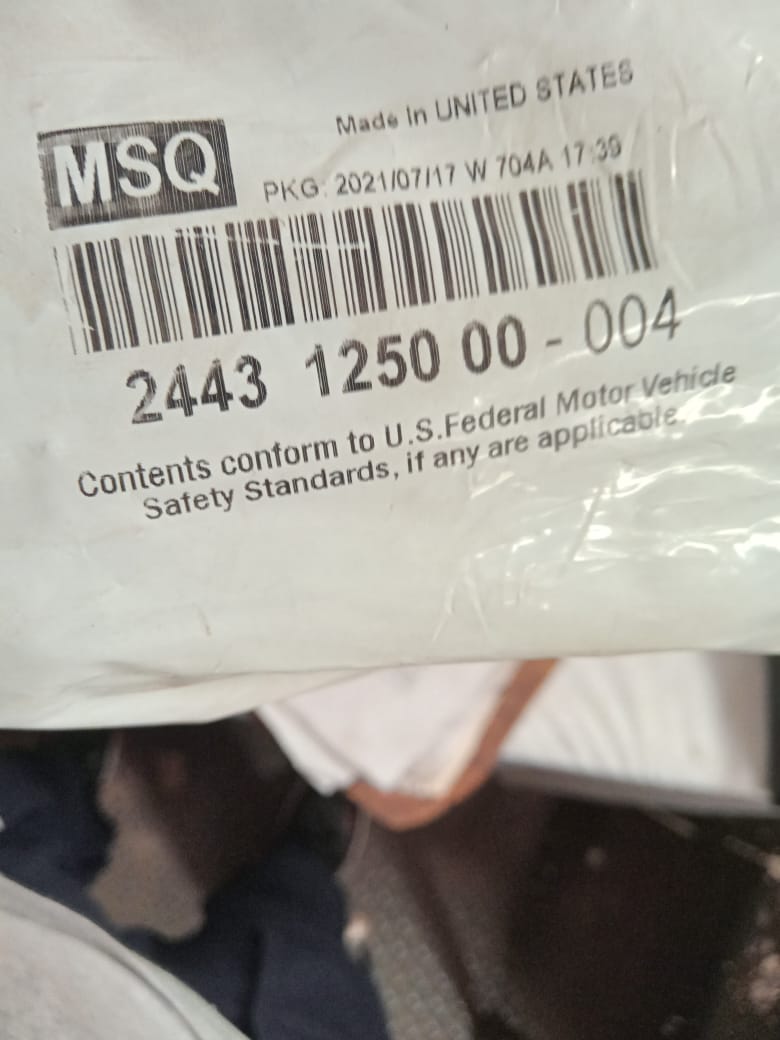 Made In UNITED STATES
MSQ
PKG: 2021/07/17 W 704A 17:39
2443 1250 00 - 004
Contents conform to U.S.Federal Motor Vehicle
Safety Standards, if any are applicable.